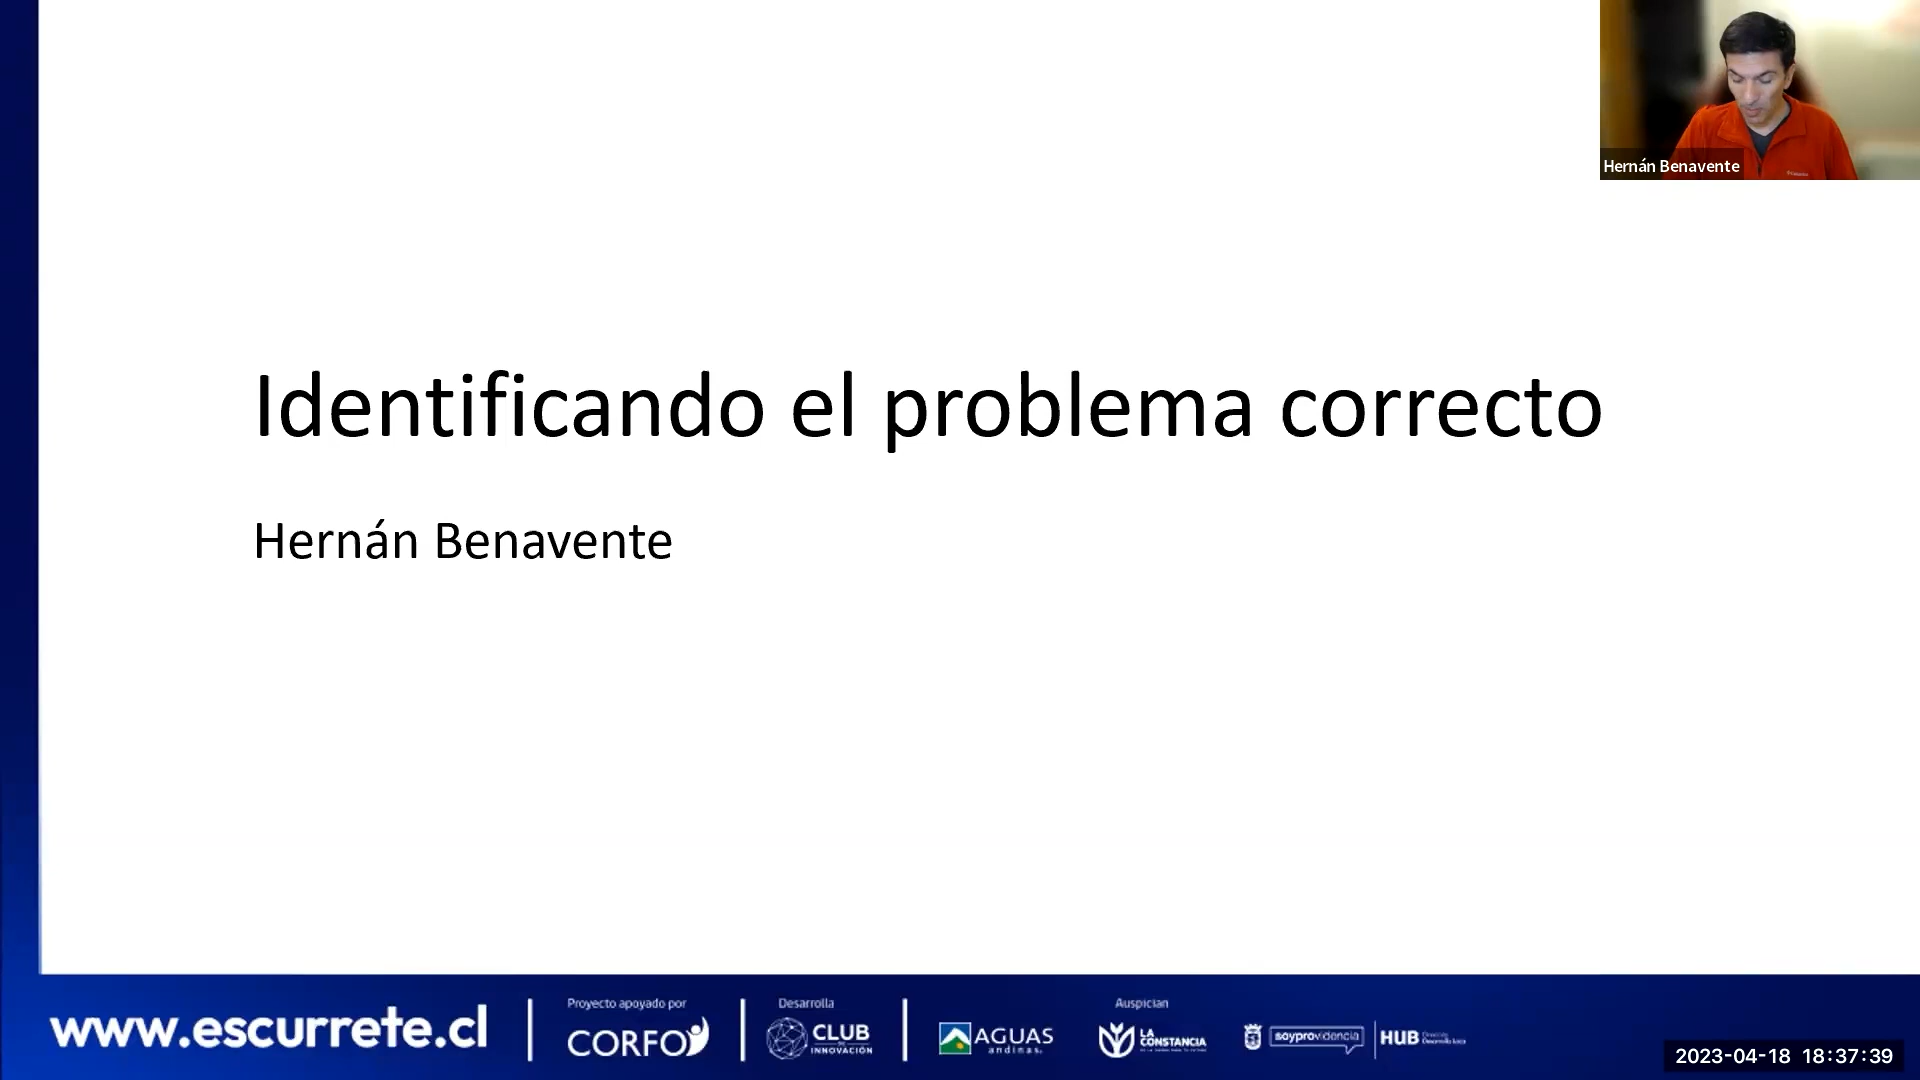 Hernán Benavente
Identificando el problema correcto
Hernán Benavente
www.escurrete.cl
Proyecto apoyado por
CORFO
Desarrolla
CLUB
DE
INNOVACIÓN
AGUAS
andinas.
Auspician
LA
CONSTANCIA
soyprovidencia
HUB
2023-04-18 18:37:39